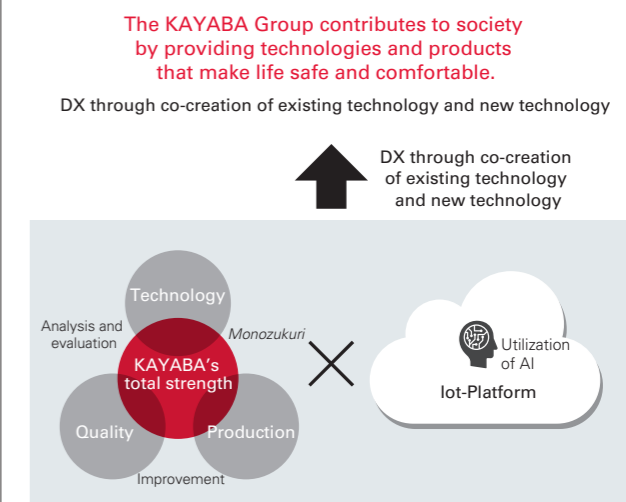 The KAYABA Group contributes to society
by providing technologies and products
that make life safe and comfortable.
DX through co-creation of existing technology and new technology
DX through co-creation
of existing technology
and new technology
Technology
Analysis and
evaluation
Monozukuri
KAYABA's
total strength
Quality
Production
Improvement
Utilization
of AI
Iot-Platform